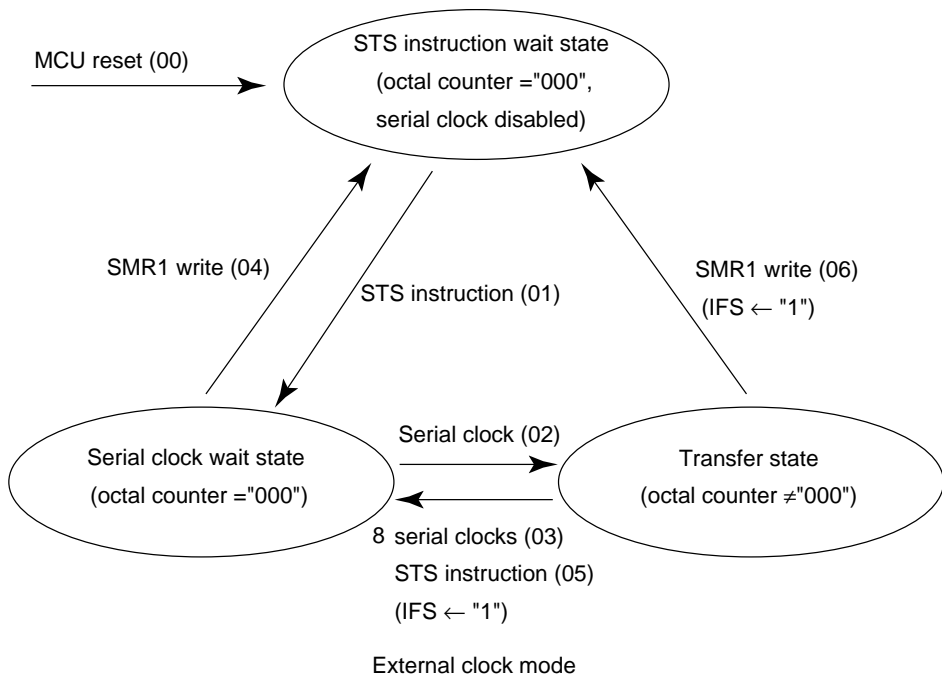 STS instruction wait state
(octal counter ="000",
serial clock disabled)
MCU reset (00)
SMR1 write (04)
STS instruction (01)
SMR1 write (06)
(IFS ← "1")
Serial clock wait state
(octal counter ="000")
Serial clock (02)
Transfer state
(octal counter ≠"000")
8 serial clocks (03)
STS instruction (05)
(IFS ← "1")
External clock mode